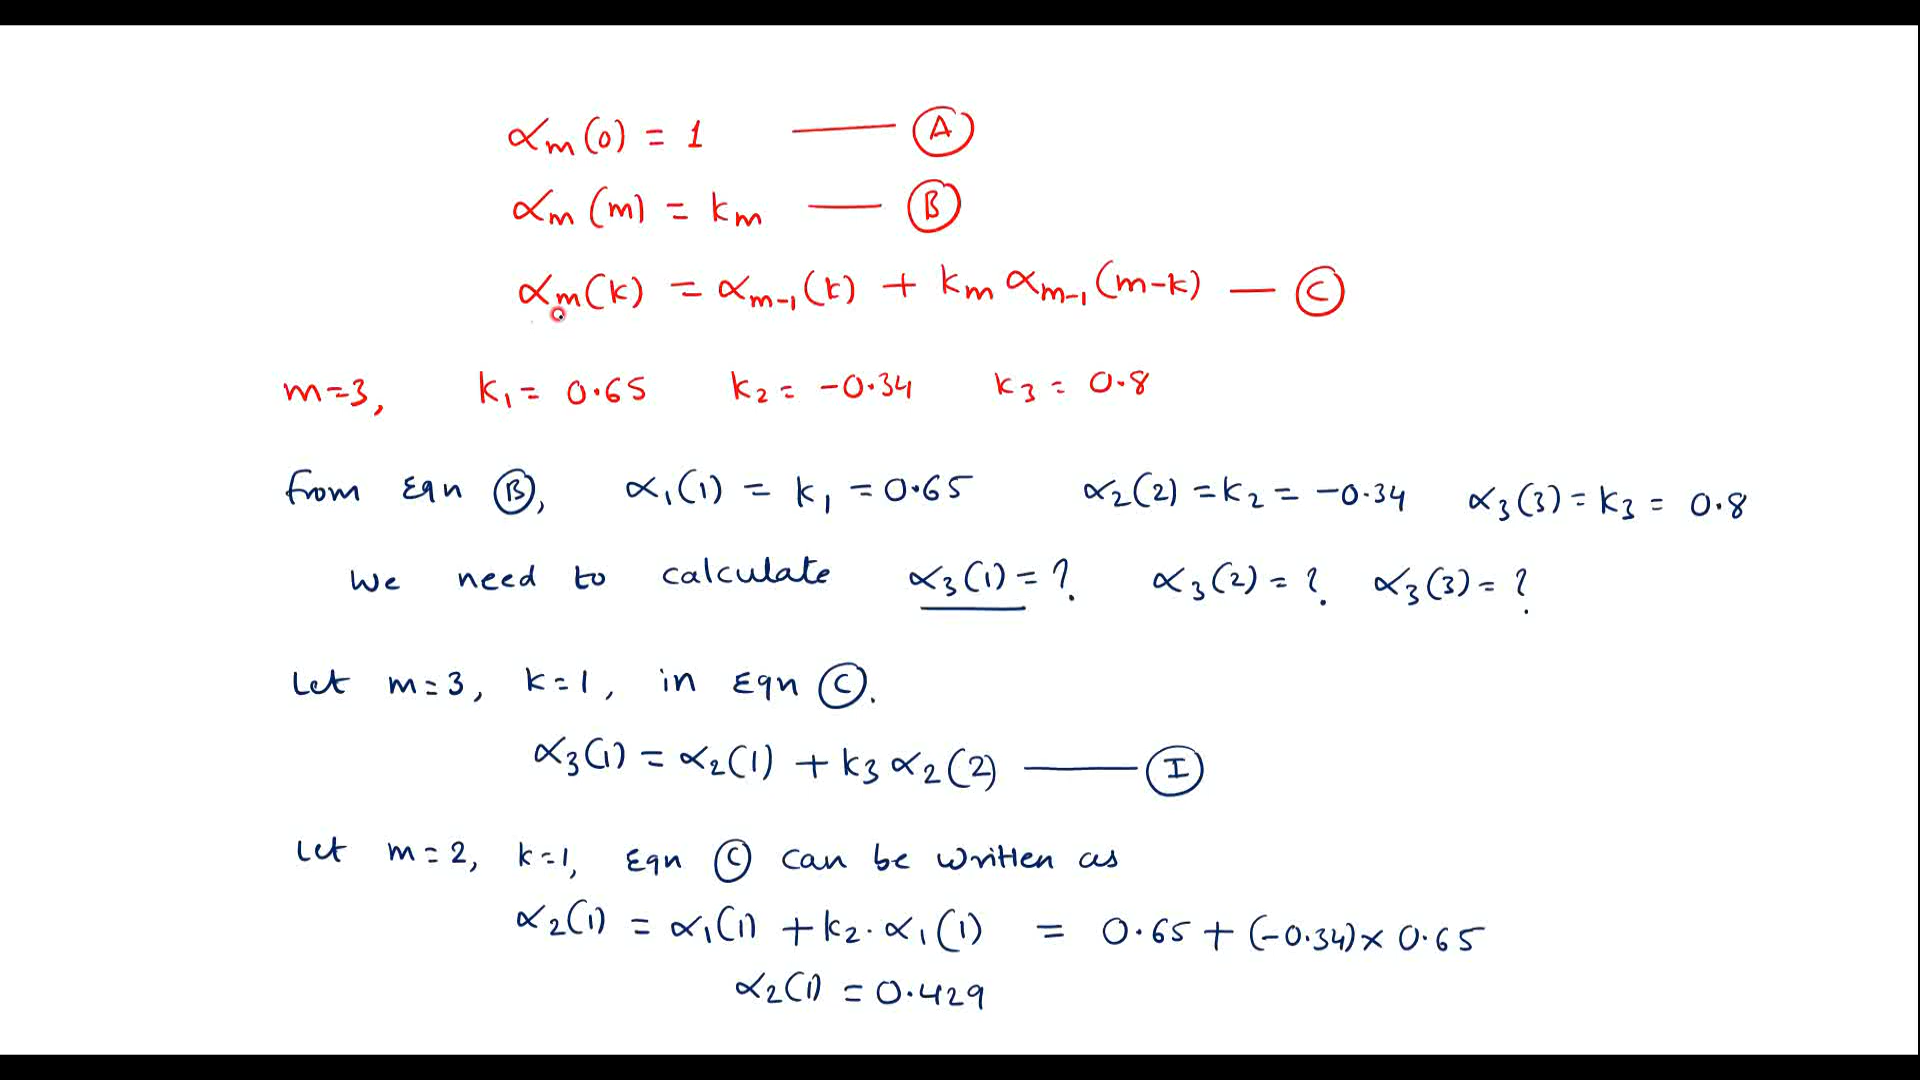 αm(0) = 1 —— (A)
αm(m) = km —— (B)
αm(k) = αm-1(k) + km αm-1(m-k) — (C)
m=3, k1 = 0.65 k2 = -0.34 k3 = 0.8
from Eqn (B), α1(1) = k1 = 0.65 α2(2) = k2 = -0.34 α3(3) = k3 = 0.8
We need to calculate α3(1) = ? α3(2) = ? α3(3) = ?
Let m=3, k=1, in Eqn (C).
α3(1) = α2(1) + k3 α2(2) —— (I)
Let m=2, k=1, Eqn (C) can be written as
α2(1) = α1(1) + k2. α1(1) = 0.65 + (-0.34) × 0.65
α2(1) = 0.429